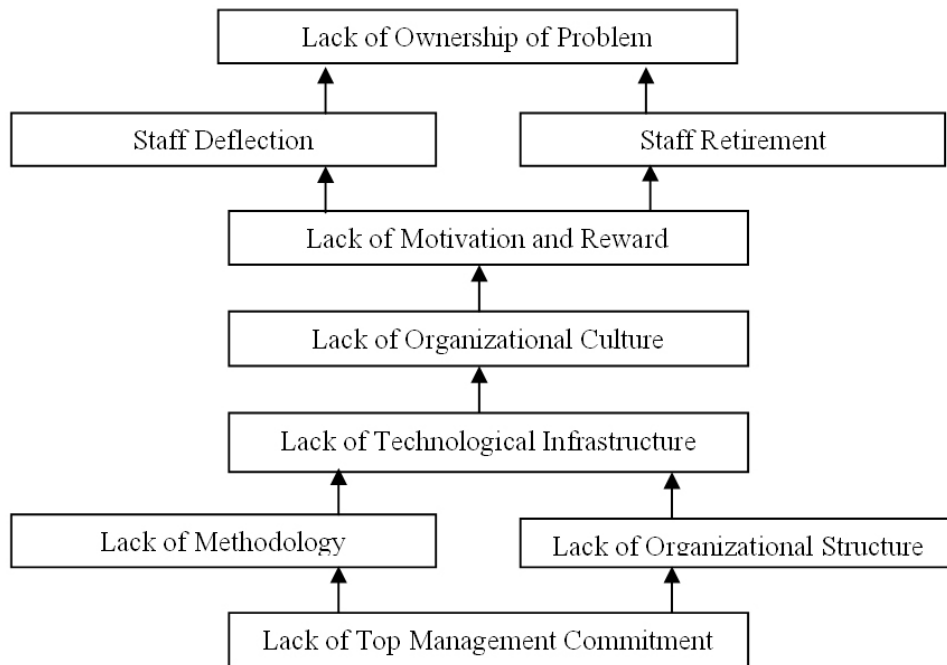 Lack of Ownership of Problem
Staff Deflection
Staff Retirement
Lack of Motivation and Reward
Lack of Organizational Culture
Lack of Technological Infrastructure
Lack of Methodology
Lack of Organizational Structure
Lack of Top Management Commitment